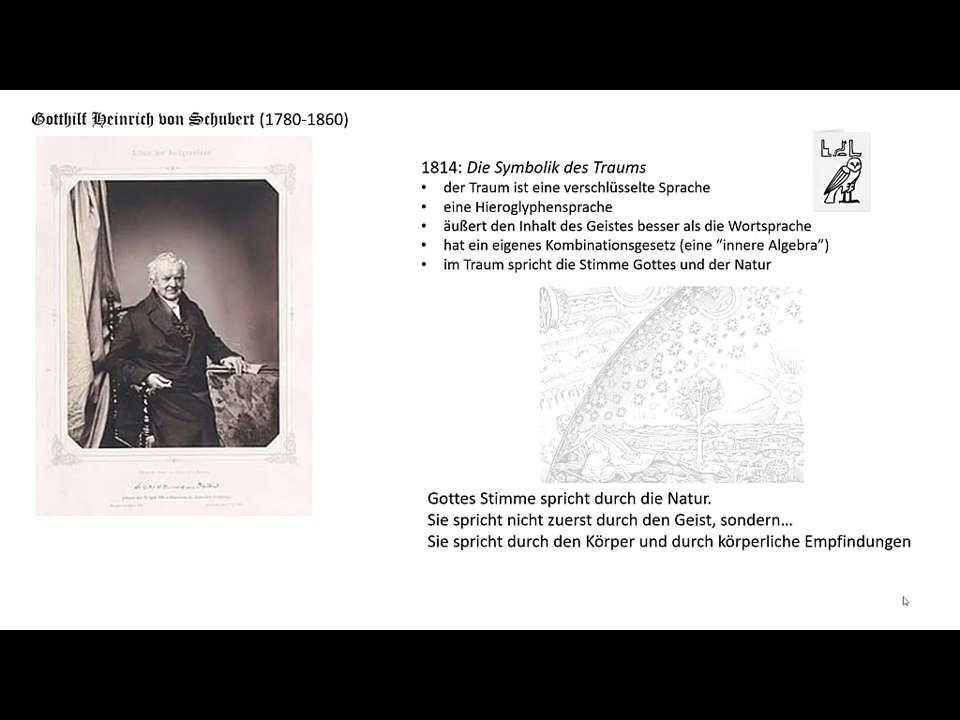 Gotthilf Heinrich von Schubert (1780-1860)
1814: Die Symbolik des Traums
• der Traum ist eine verschlüsselte Sprache
• eine Hieroglyphensprache
• äußert den Inhalt des Geistes besser als die Wortsprache
• hat ein eigenes Kombinationsgesetz (eine “innere Algebra”)
• im Traum spricht die Stimme Gottes und der Natur
Gottes Stimme spricht durch die Natur.
Sie spricht nicht zuerst durch den Geist, sondern…
Sie spricht durch den Körper und durch körperliche Empfindungen